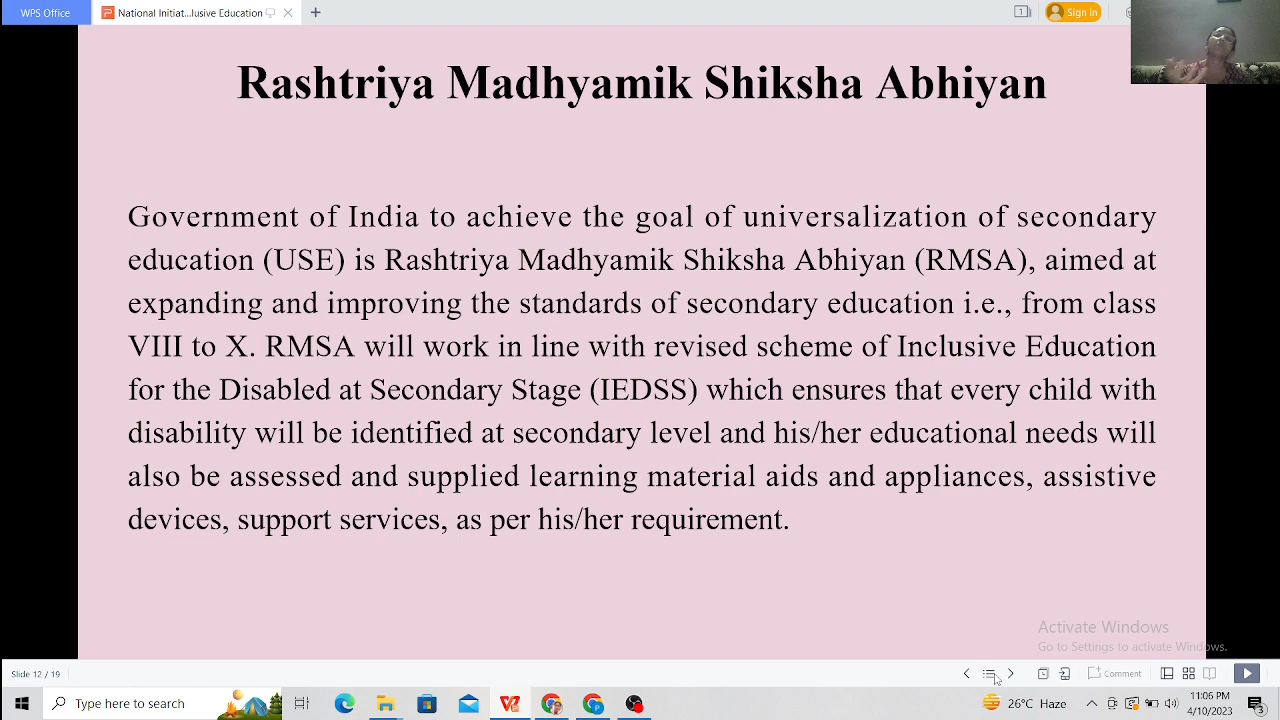 WPS Office
National Initiat...lusive Education
1
Sign in
Rashtriya Madhyamik Shiksha Abhiyan
Government of India to achieve the goal of universalization of secondary
education (USE) is Rashtriya Madhyamik Shiksha Abhiyan (RMSA), aimed at
expanding and improving the standards of secondary education i.e., from class
VIII to X. RMSA will work in line with revised scheme of Inclusive Education
for the Disabled at Secondary Stage (IEDSS) which ensures that every child with
disability will be identified at secondary level and his/her educational needs will
also be assessed and supplied learning material aids and appliances, assistive
devices, support services, as per his/her requirement.
Activate Windows
Go to Settings to activate Windows.
Slide 12 / 19
Comment
Type here to search
26°C Haze
11:06 PM
4/10/2023
3